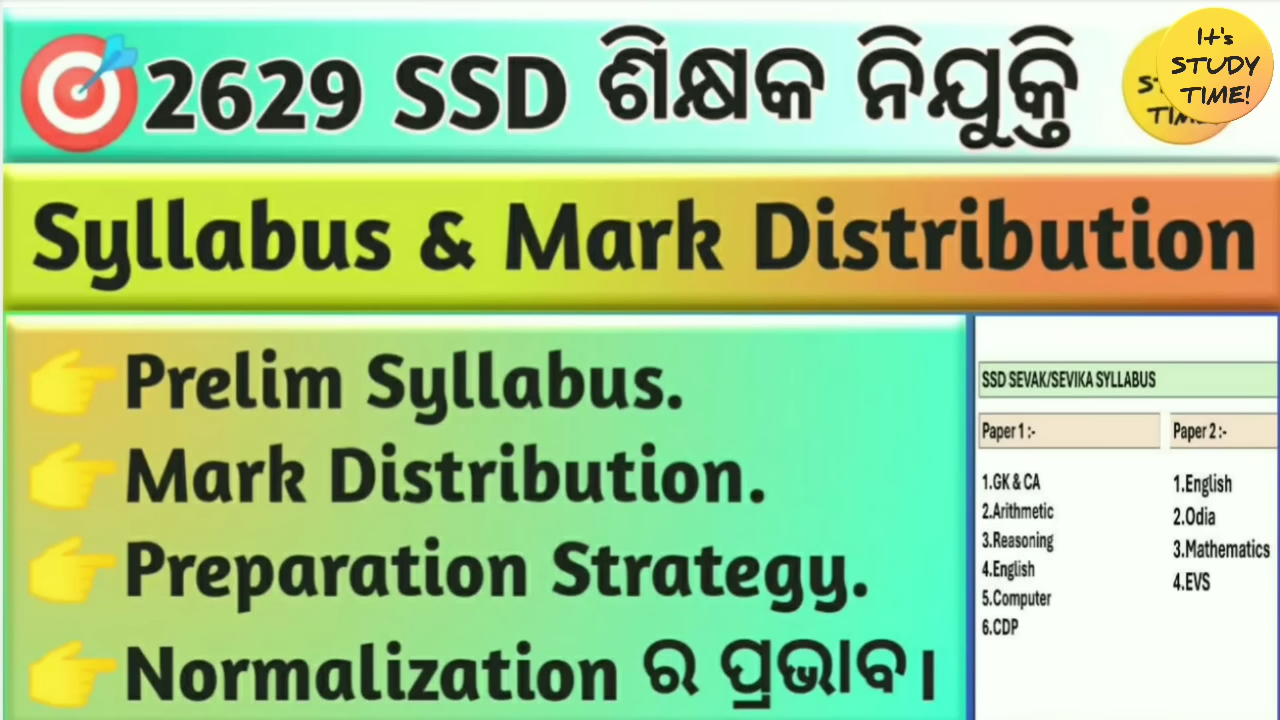 2629 SSD ଶିକ୍ଷକ ନିଯୁକ୍ତି
It's
STUDY
TIME!
Syllabus & Mark Distribution
👉Prelim Syllabus.
👉Mark Distribution.
👉Preparation Strategy.
👉Normalization ର ପ୍ରଭାବ।
SSD SEVAK/SEVIKA SYLLABUS
Paper 1 :-
1.GK & CA
2.Arithmetic
3.Reasoning
4.English
5.Computer
6.CDP
Paper 2 :-
1.English
2.Odia
3.Mathematics
4.EVS